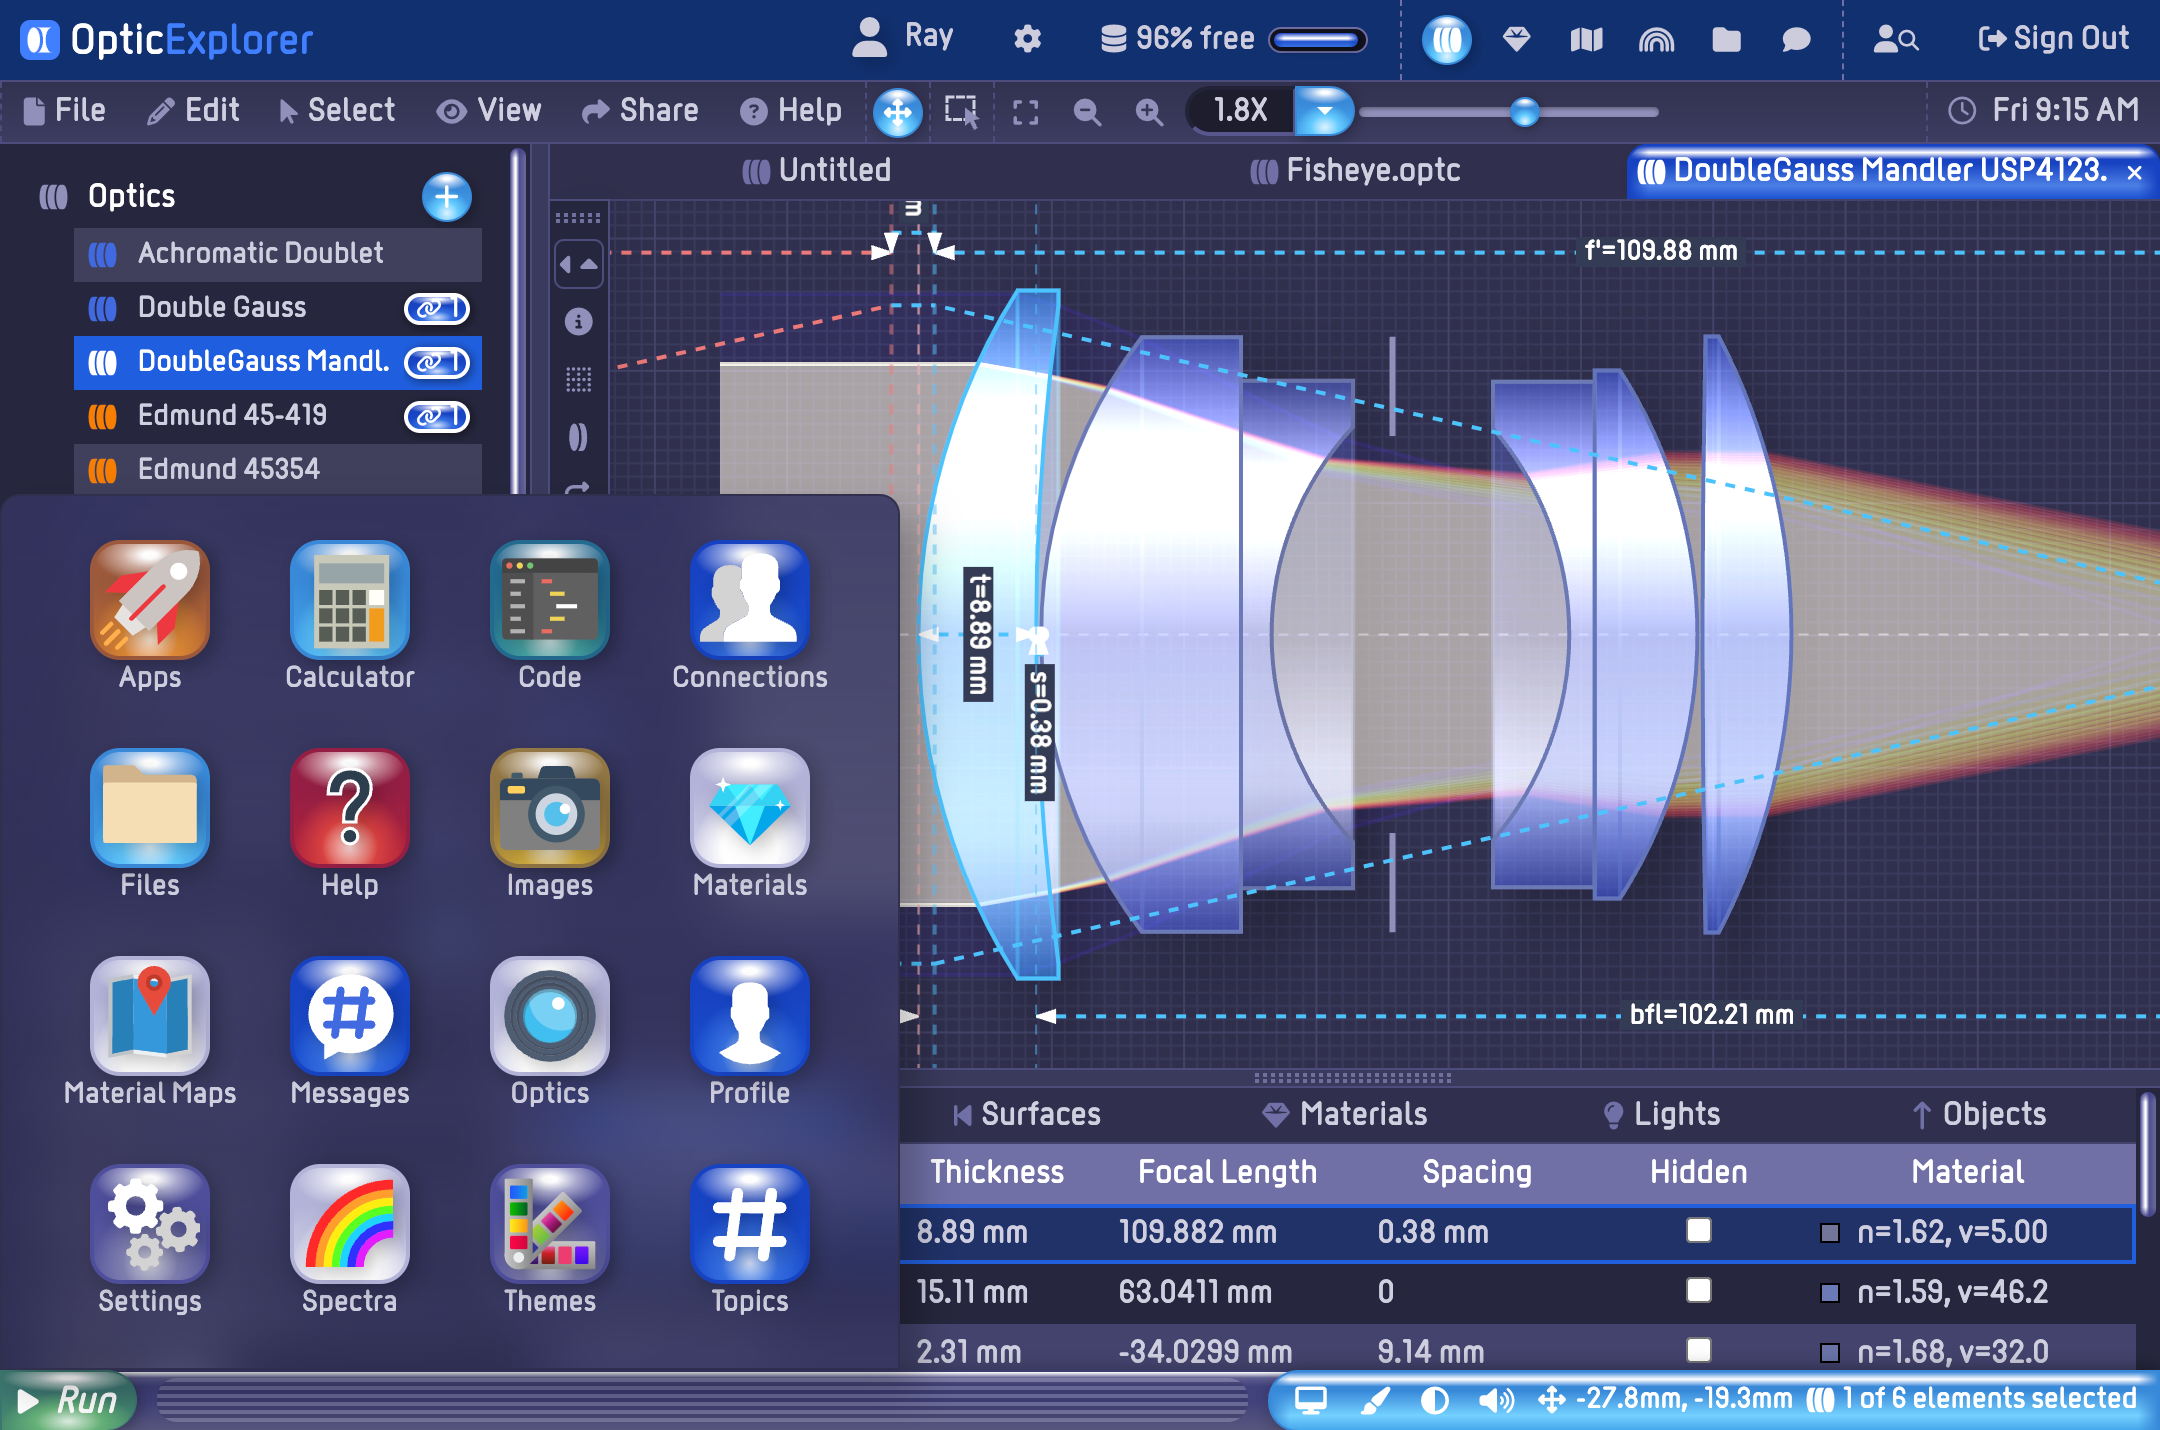 OpticExplorer
Ray
96% free
Sign Out
File
Edit
Select
View
Share
Help
1.8X
Fri 9:15 AM
Optics
Achromatic Doublet
Double Gauss
1
DoubleGauss Mandl.
1
Edmund 45-419
1
Edmund 45354
Untitled
Fisheye.optc
DoubleGauss Mandler USP4123.
m
f'=109.88 mm
t=8.89 mm
s=0.38 mm
bfl=102.21 mm
Apps
Calculator
Code
Connections
Files
Help
Images
Materials
Material Maps
Messages
Optics
Profile
Settings
Spectra
Themes
Topics
Surfaces
Materials
Lights
Objects
Thickness
Focal Length
Spacing
Hidden
Material
8.89 mm
109.882 mm
0.38 mm
n=1.62, v=5.00
15.11 mm
63.0411 mm
0
n=1.59, v=46.2
2.31 mm
-34.0299 mm
9.14 mm
n=1.68, v=32.0
Run
-27.8mm, -19.3mm
1 of 6 elements selected